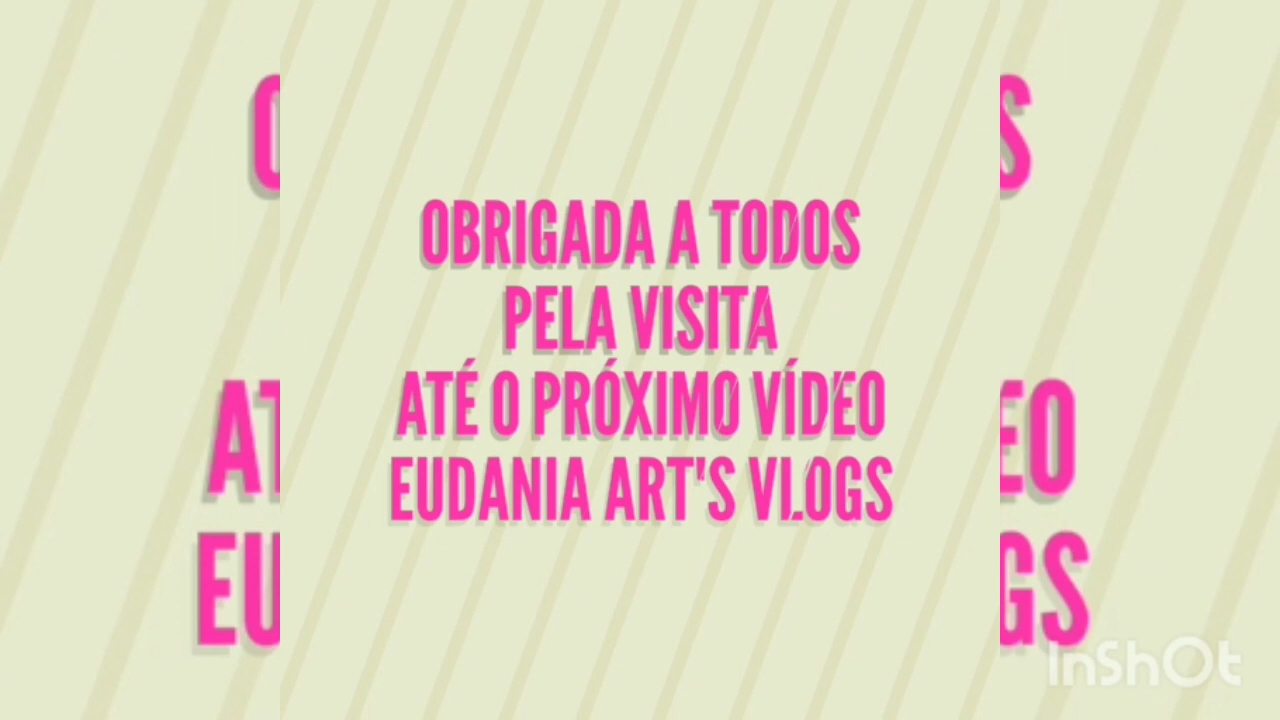 OBRIGADA A TODOS
PELA VISITA
ATÉ O PRÓXIMO VÍDEO
EUDANIA ART'S VLOGS
InShOt